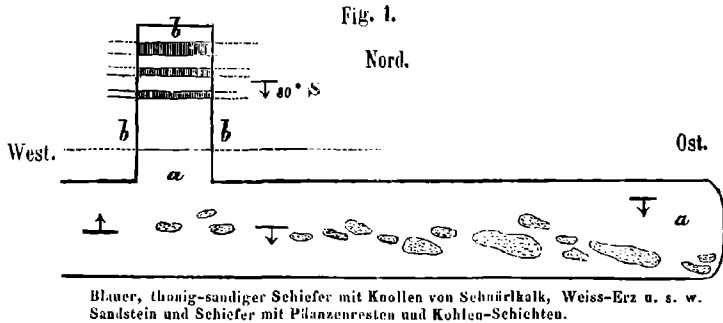 Fig. 1.
b
Nord.
80° S
b
b
West.
Ost.
a
a
Blauer, thonig-sandiger Schiefer mit Knollen von Schnürlkalk, Weiss-Erz u. s. w.
Sandstein und Schiefer mit Pflanzenresten und Kohlen-Schichten.